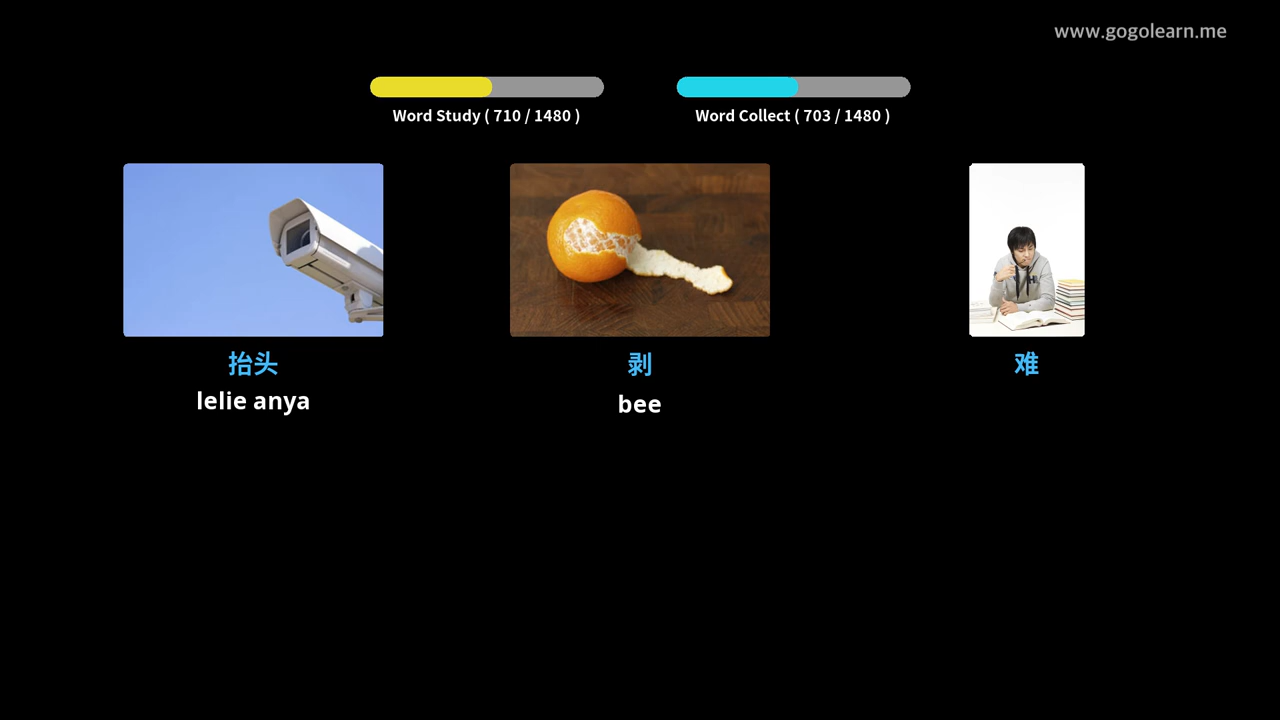 www.gogolearn.me
Word Study ( 710 / 1480 )
Word Collect ( 703 / 1480 )
抬头
剥
难
lelie anya
bee